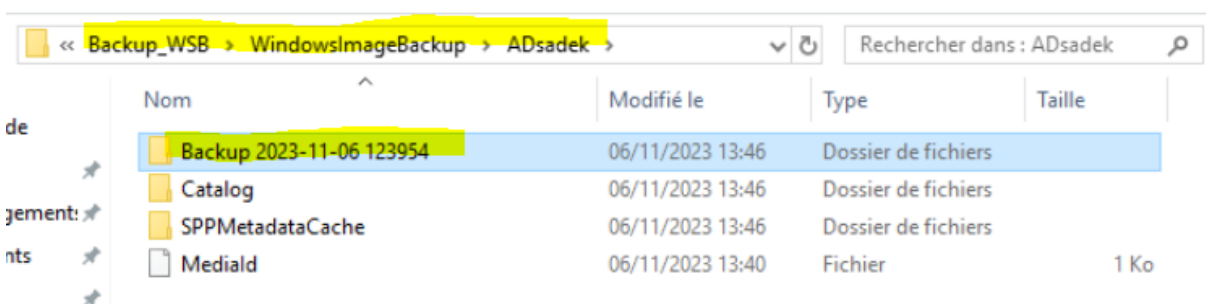 « Backup_WSB > WindowsImageBackup > ADsadek > Rechercher dans : ADsadek
Nom Modifié le Type Taille
de
Backup 2023-11-06 123954 06/11/2023 13:46 Dossier de fichiers
Catalog 06/11/2023 13:46 Dossier de fichiers
gements
SPPMetadataCache 06/11/2023 13:46 Dossier de fichiers
nts
MediaId 06/11/2023 13:40 Fichier 1 Ko